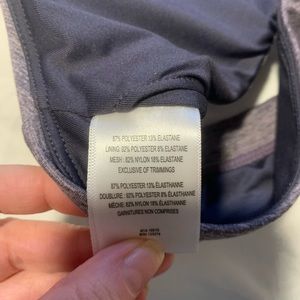 87% POLYESTER 13% ELASTANE
LINING: 92% POLYESTER 8% ELASTANE
MESH: 82% NYLON 18% ELASTANE
EXCLUSIVE OF TRIMMINGS
87% POLYESTER 13% ÉLASTHANNE
DOUBLURE: 92% POLYESTER 8% ÉLASTHANNE
MÈCHE: 82% NYLON 18% ÉLASTHANNE
GARNITURES NON COMPRISES